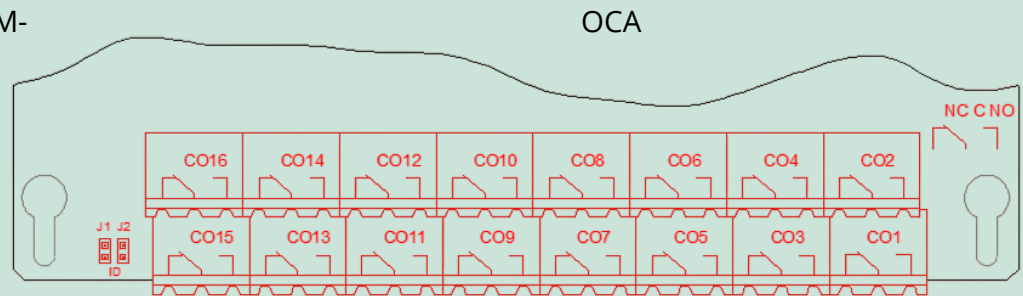 M- OCA
NC C NO
CO16 CO14 CO12 CO10 CO8 CO6 CO4 CO2
J1 J2
CO15 CO13 CO11 CO9 CO7 CO5 CO3 CO1
ID